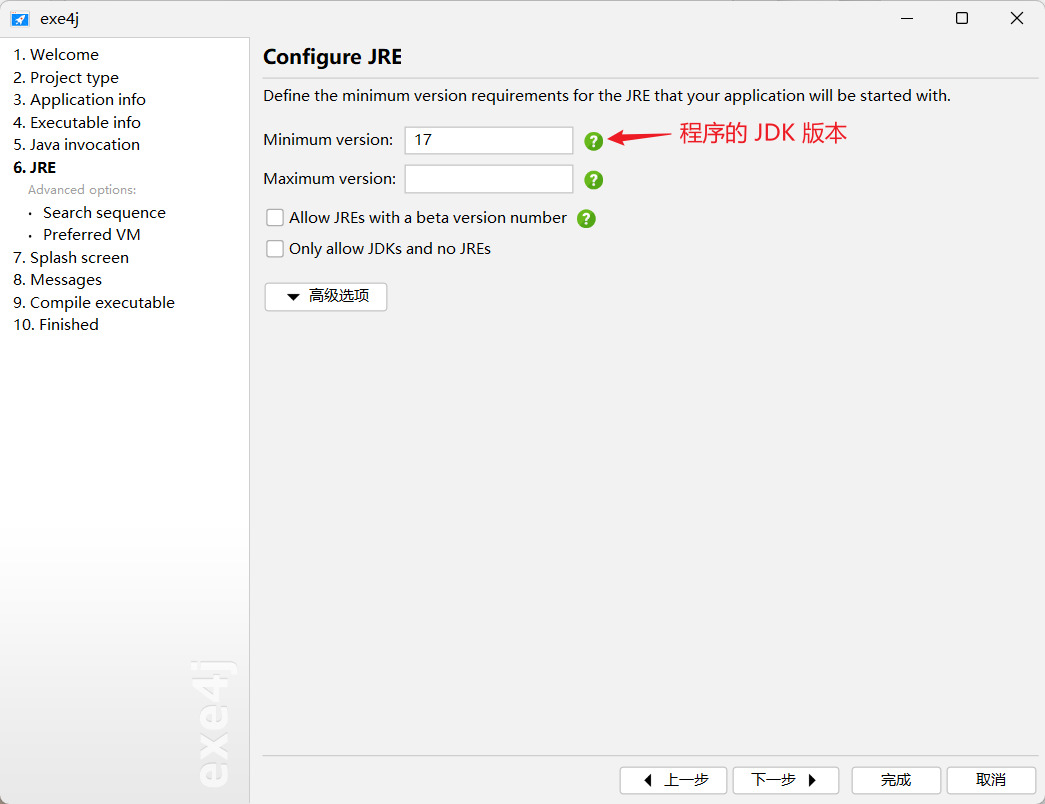 exe4j
1. Welcome
2. Project type
3. Application info
4. Executable info
5. Java invocation
6. JRE
Advanced options:
· Search sequence
· Preferred VM
7. Splash screen
8. Messages
9. Compile executable
10. Finished
exe4j
Configure JRE
Define the minimum version requirements for the JRE that your application will be started with.
Minimum version: 17 ? 程序的 JDK 版本
Maximum version: ?
Allow JREs with a beta version number ?
Only allow JDKs and no JREs
高级选项
上一步 下一步 完成 取消